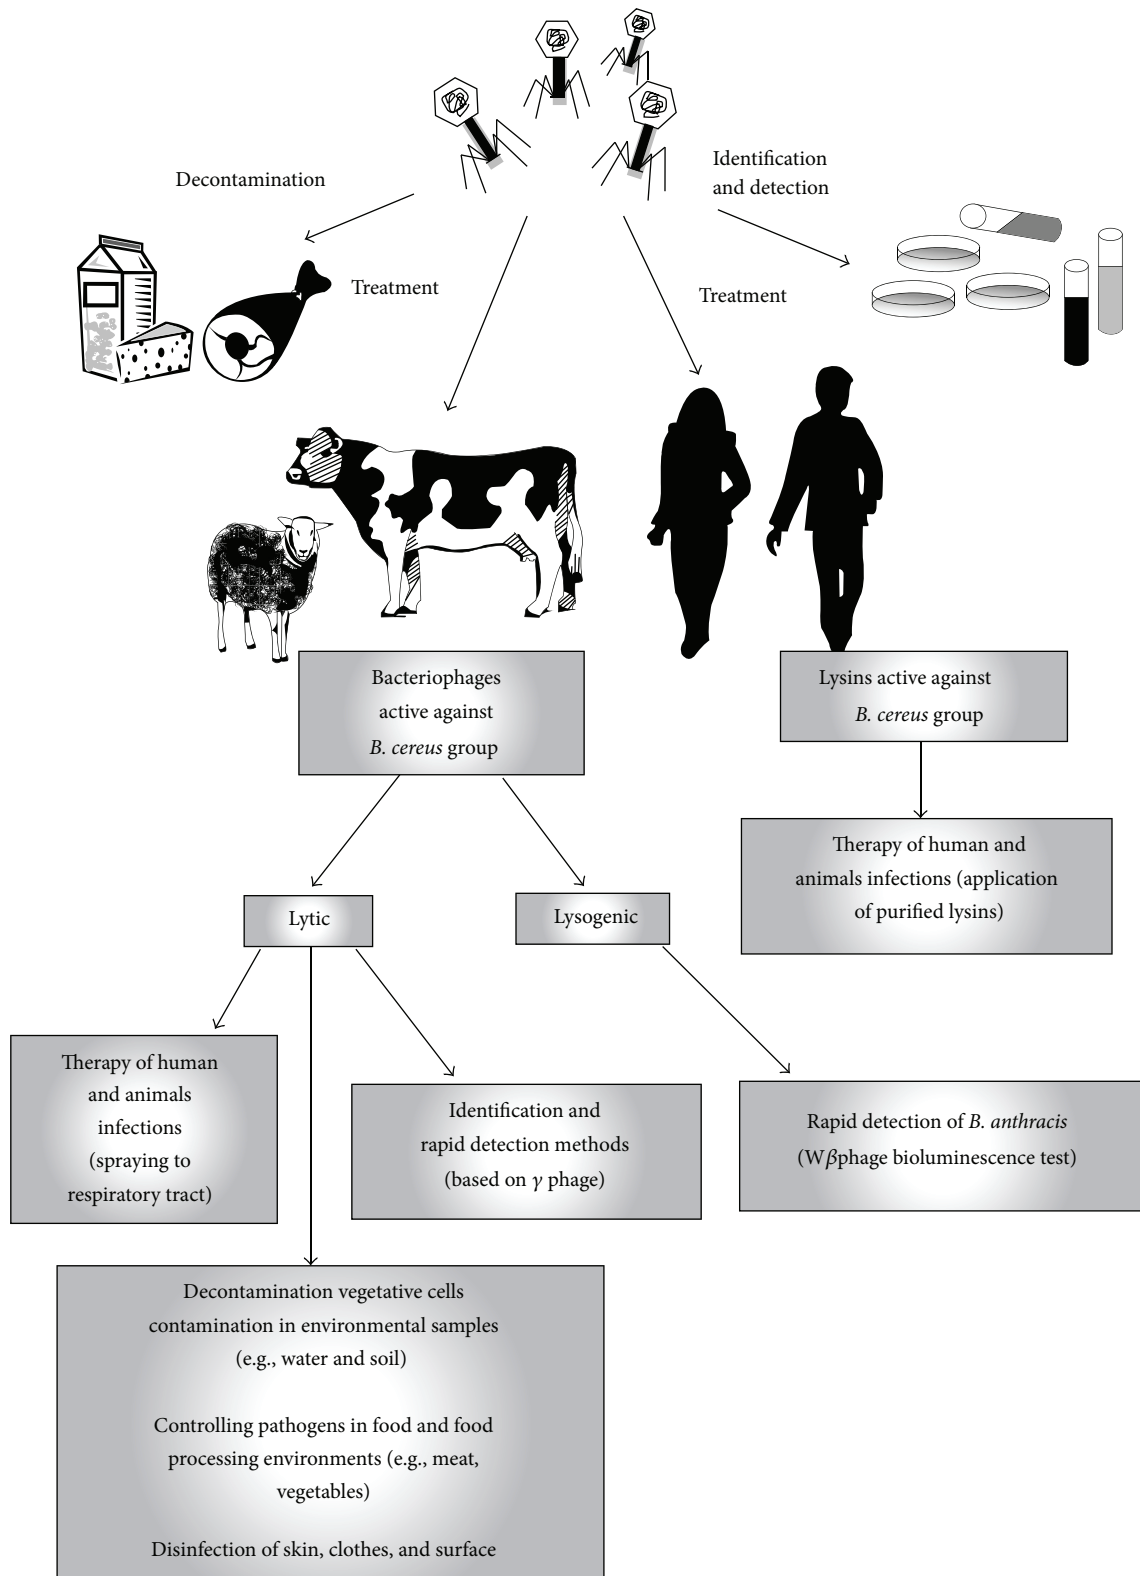 Decontamination
Identification
and detection
Treatment
Treatment
Bacteriophages
active against
B. cereus group
Lysins active against
B. cereus group
Therapy of human and
animals infections (application
of purified lysins)
Lytic
Lysogenic
Therapy of human
and animals
infections
(spraying to
respiratory tract)
Identification and
rapid detection methods
(based on γ phage)
Rapid detection of B. anthracis
(Wβphage bioluminescence test)
Decontamination vegetative cells
contamination in environmental samples
(e.g., water and soil)
Controlling pathogens in food and food
processing environments (e.g., meat,
vegetables)
Disinfection of skin, clothes, and surface